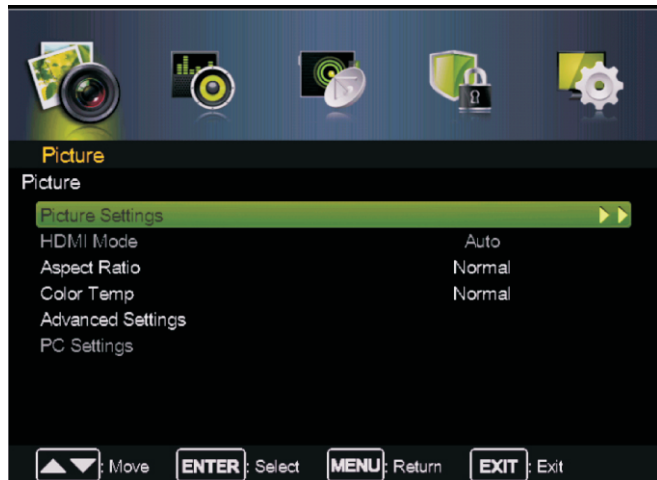 Picture
Picture
Picture Settings
HDMI Mode Auto
Aspect Ratio Normal
Color Temp Normal
Advanced Settings
PC Settings
: Move ENTER : Select MENU : Return EXIT : Exit